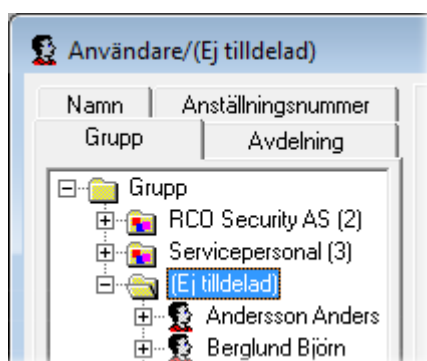 Användare/(Ej tilldelad)
Namn Anställningsnummer
Grupp Avdelning
Grupp
RCO Security AS (2)
Servicepersonal (3)
(Ej tilldelad)
Andersson Anders
Berglund Björn